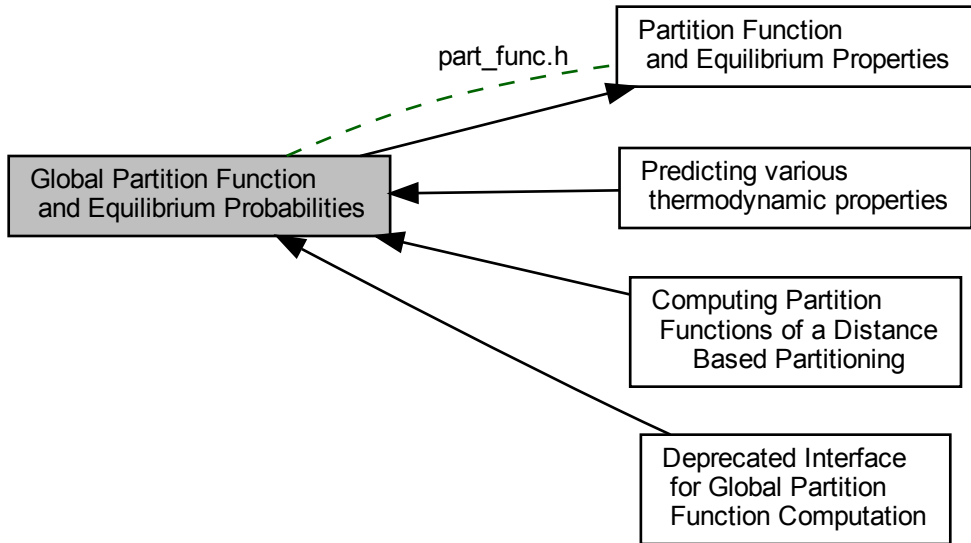 part_func.h
Partition Function
and Equilibrium Properties
Global Partition Function
and Equilibrium Probabilities
Predicting various
thermodynamic properties
Computing Partition
Functions of a Distance
Based Partitioning
Deprecated Interface
for Global Partition
Function Computation